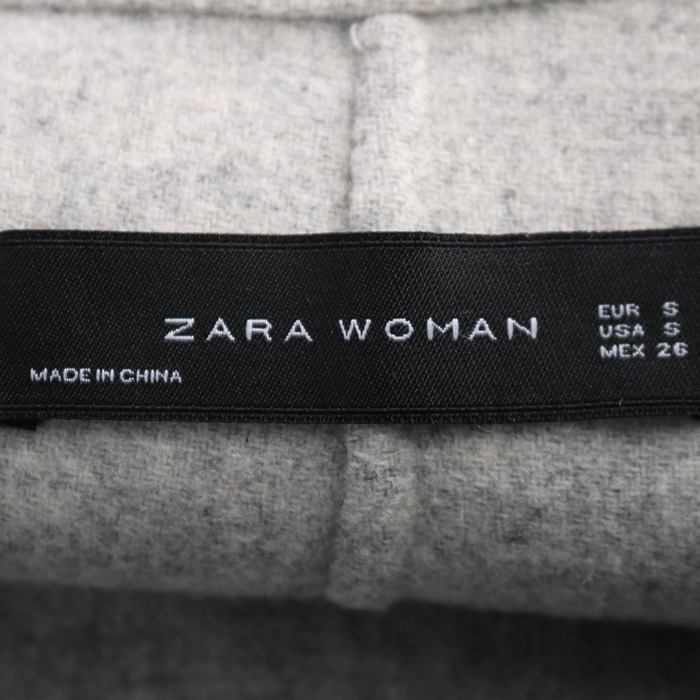 ZARA WOMAN
MADE IN CHINA
EUR S
USA S
MEX 26